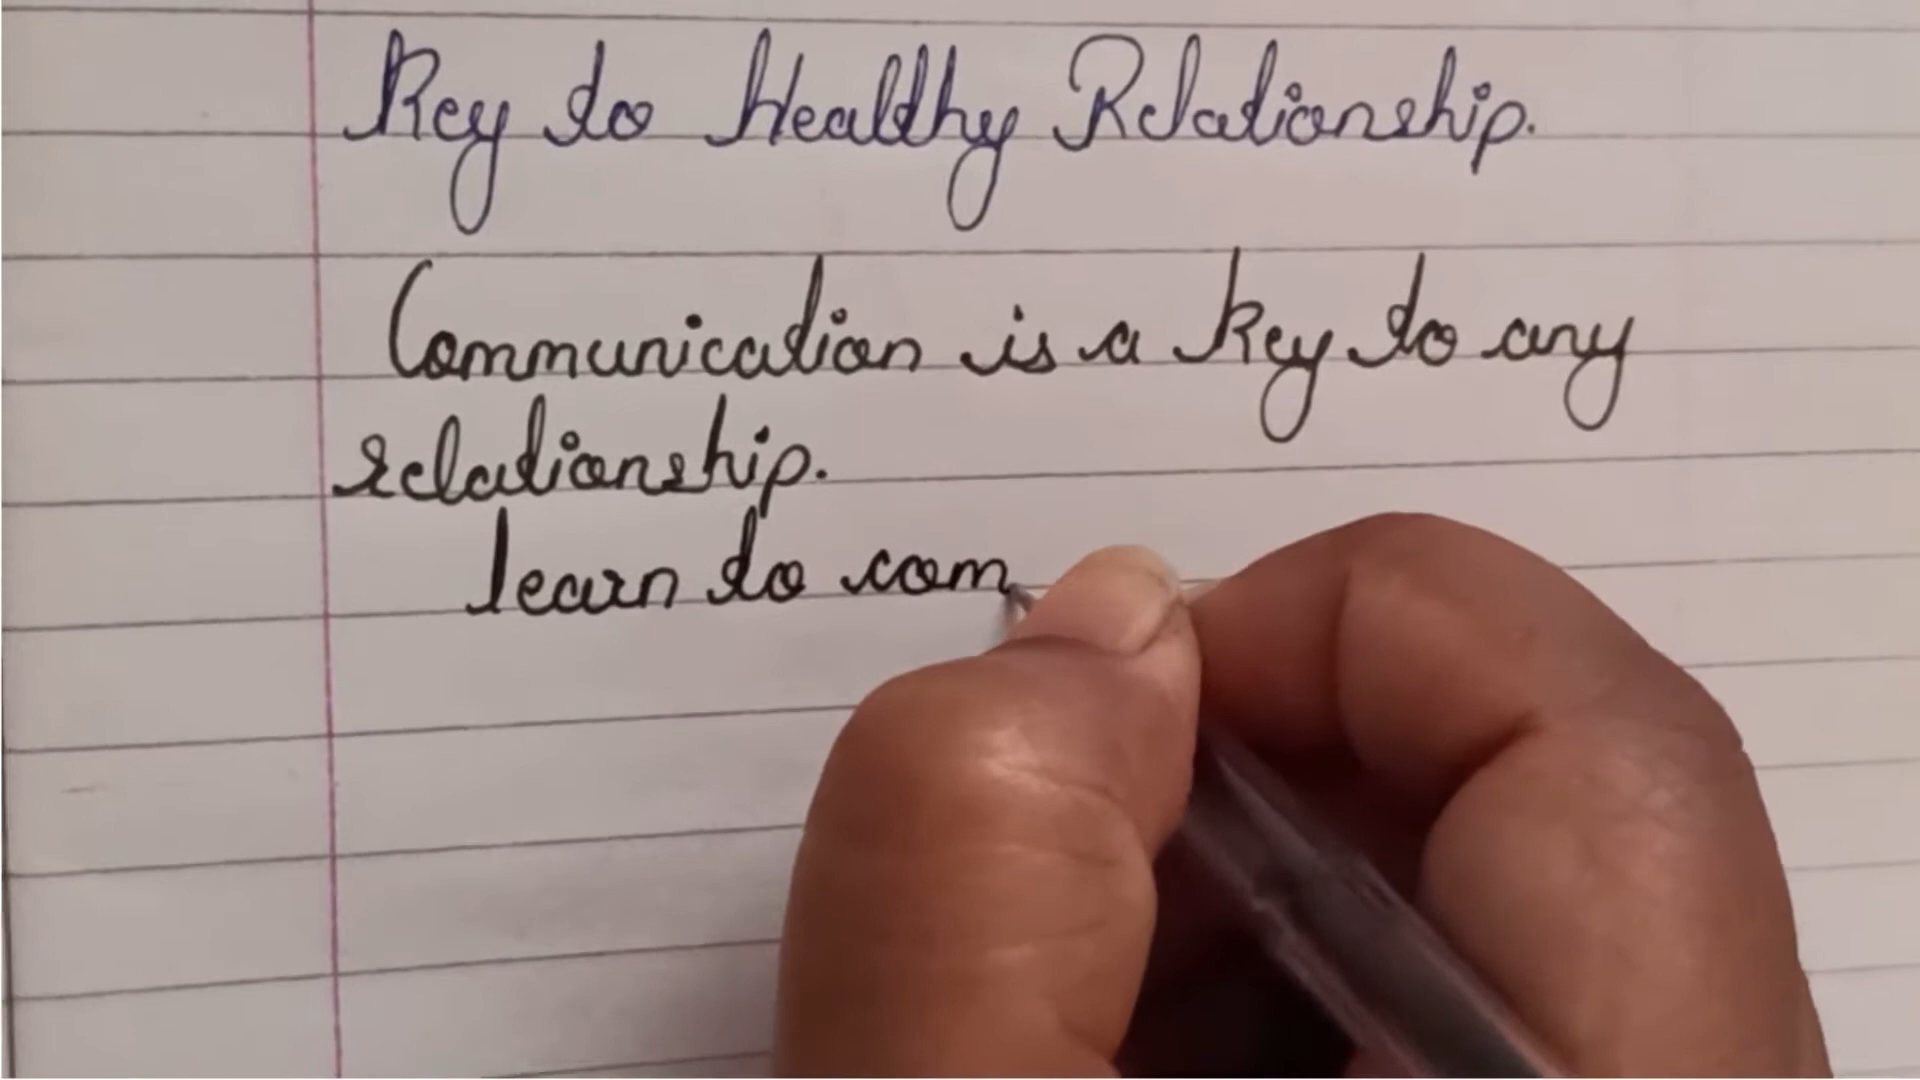 Key to Healthy Relationship.
Communication is a key to any
relationship.
learn to com